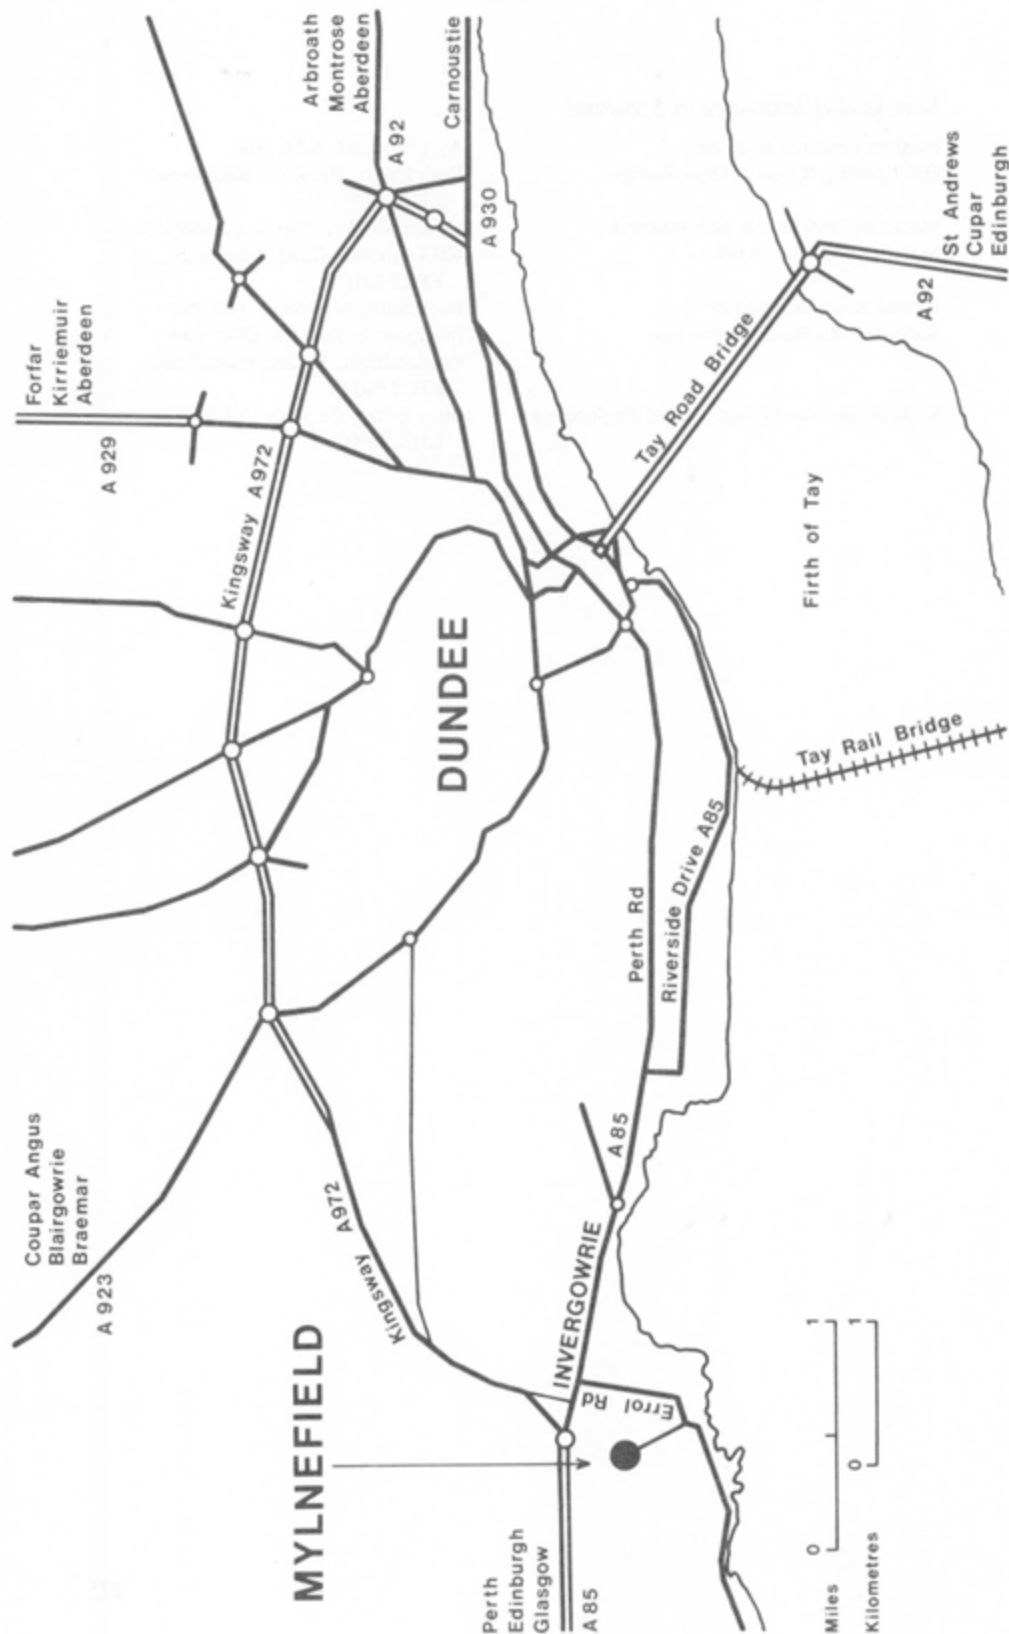 Coupar Angus
Blairgowrie
Braemar
A 923
Forfar
Kirriemuir
Aberdeen
A 929
Arbroath
Montrose
Aberdeen
A 92
Carnoustie
A 930
Kingsway A 972
A972
Kingsway
MYLNEFIELD
DUNDEE
INVERGOWRIE
Perth
Edinburgh
Glasgow
A 85
Errol
Rd
A 85
Perth Rd
Riverside Drive A85
Tay Road Bridge
Tay Rail Bridge
Firth of Tay
A92
St Andrews
Cupar
Edinburgh
Miles
0
1
Kilometres
0
1